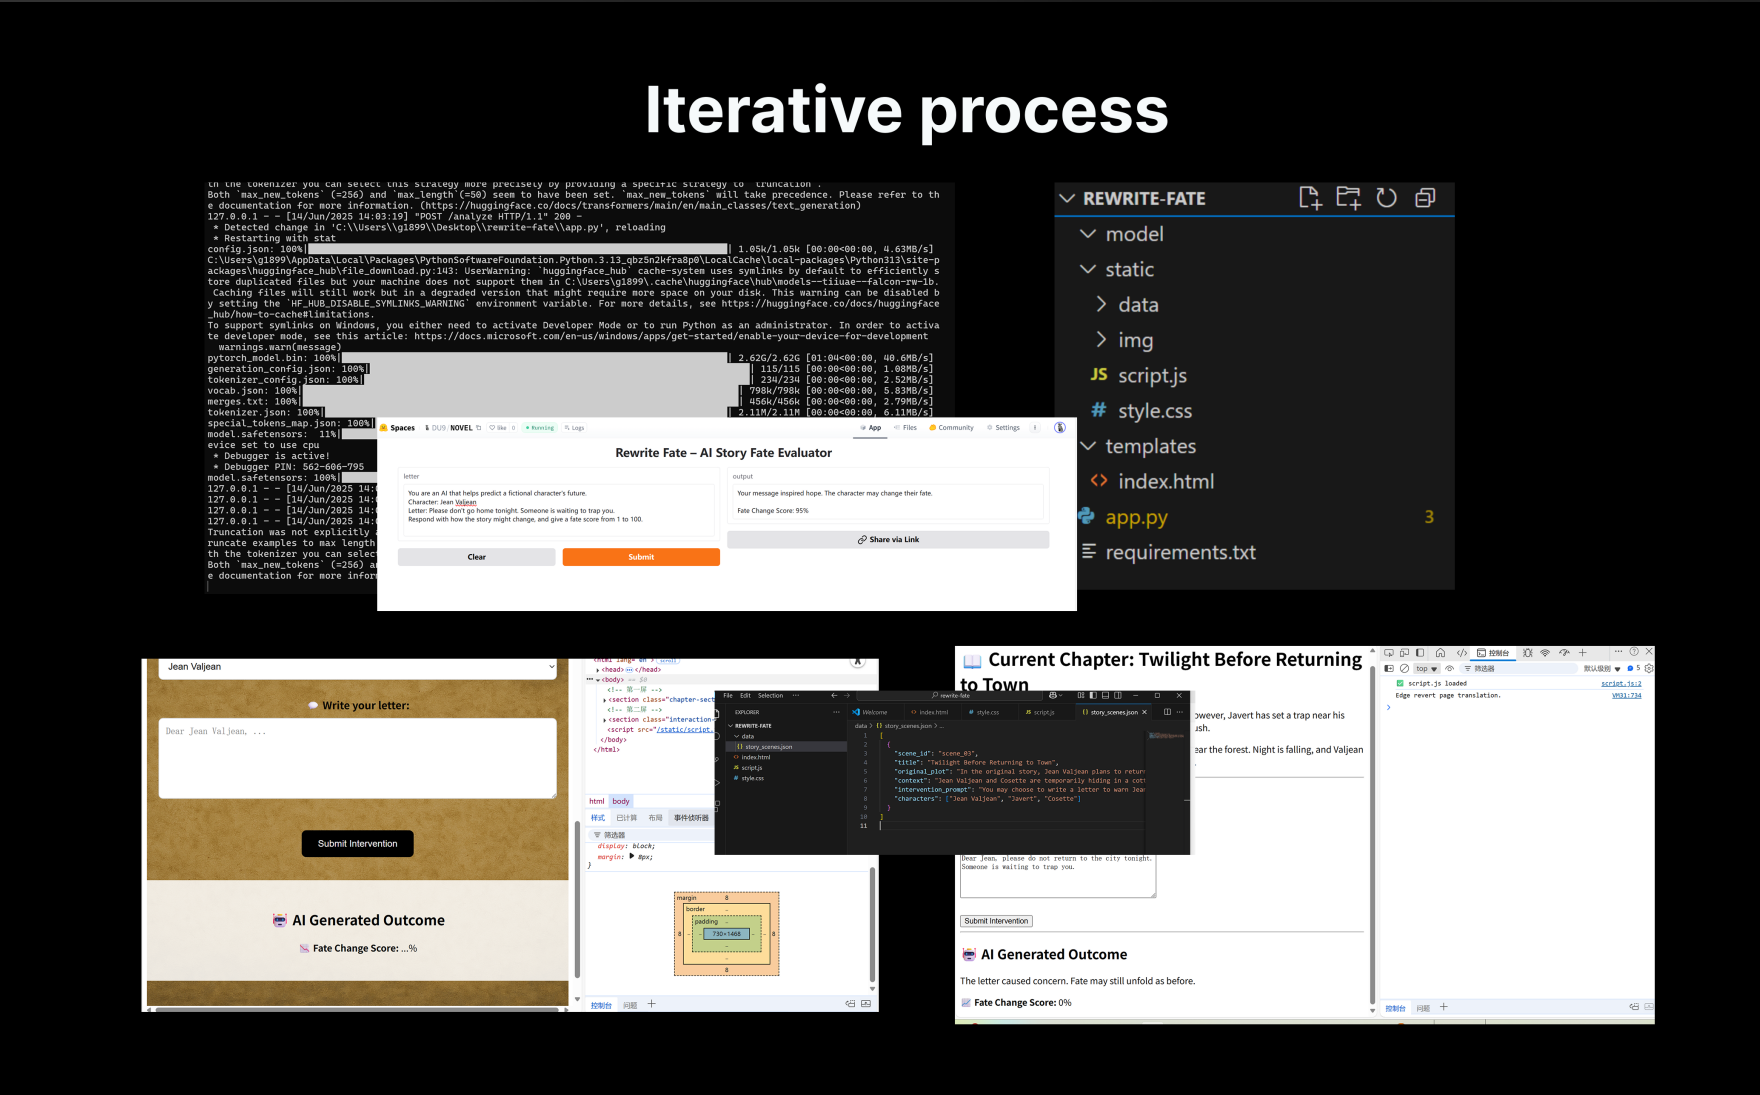 Iterative process
th the tokenizer you can select this strategy more precisely by providing a specific strategy to `truncation`.
Both `max_new_tokens` (=256) and `max_length`(=50) seem to have been set. `max_new_tokens` will take precedence. Please refer to th
e documentation for more information. (https://huggingface.co/docs/transformers/main/en/main_classes/text_generation)
127.0.0.1 - - [14/Jun/2025 14:03:19] "POST /analyze HTTP/1.1" 200 -
* Detected change in 'C:\\Users\\g1899\\Desktop\\rewrite-fate\\app.py', reloading
* Restarting with stat
config.json: 100%| | 1.05k/1.05k [00:00<00:00, 4.63MB/s]
C:\Users\g1899\AppData\Local\Packages\PythonSoftwareFoundation.Python.3.13_qbz5n2kfra8p0\LocalCache\local-packages\Python313\site-p
ackages\huggingface_hub\file_download.py:143: UserWarning: `huggingface_hub` cache-system uses symlinks by default to efficiently s
tore duplicated files but your machine does not support them in C:\Users\g1899\.cache\huggingface\hub\models--tiiuae--falcon-rw-1b.
Caching files will still work but in a degraded version that might require more space on your disk. This warning can be disabled b
y setting the `HF_HUB_DISABLE_SYMLINKS_WARNING` environment variable. For more details, see https://huggingface.co/docs/huggingface
_hub/how-to-cache#limitations.
To support symlinks on Windows, you either need to activate Developer Mode or to run Python as an administrator. In order to activa
te developer mode, see this article: https://docs.microsoft.com/en-us/windows/apps/get-started/enable-your-device-for-development
warnings.warn(message)
pytorch_model.bin: 100%| | 2.62G/2.62G [01:04<00:00, 40.6MB/s]
generation_config.json: 100%| | 115/115 [00:00<00:00, 1.08MB/s]
tokenizer_config.json: 100%| | 234/234 [00:00<00:00, 2.52MB/s]
vocab.json: 100%| | 798k/798k [00:00<00:00, 5.83MB/s]
merges.txt: 100%| | 456k/456k [00:00<00:00, 2.79MB/s]
tokenizer.json: 100%| | 2.11M/2.11M [00:00<00:00, 6.11MB/s]
special_tokens_map.json: 100%|
model.safetensors: 11%|
evice set to use cpu
* Debugger is active!
* Debugger PIN: 562-606-795
model.safetensors: 100%|
127.0.0.1 - - [14/Jun/2025 14:
127.0.0.1 - - [14/Jun/2025 14:
127.0.0.1 - - [14/Jun/2025 14:
127.0.0.1 - - [14/Jun/2025 14:
Truncation was not explicitly
runcate examples to max length
th the tokenizer you can select
Both `max_new_tokens` (=256) a
e documentation for more infor
Spaces DU9/NOVEL like 0 Running Logs App Files Community Settings
Rewrite Fate – AI Story Fate Evaluator
letter
You are an AI that helps predict a fictional character's future.
Character: Jean Valjean
Letter: Please don't go home tonight. Someone is waiting to trap you.
Respond with how the story might change, and give a fate score from 1 to 100.
Clear
Submit
output
Your message inspired hope. The character may change their fate.
Fate Change Score: 95%
Share via Link
REWRITE-FATE
model
static
data
img
JS script.js
# style.css
templates
<> index.html
app.py 3
requirements.txt
Jean Valjean
Write your letter:
Dear Jean Valjean, ...
Submit Intervention
AI Generated Outcome
Fate Change Score: ...%
<html lang="en"> scroll
<head> </head>
<body> == $0
<!-- 第一屏 -->
<section class="chapter-sect
<!-- 第二屏 -->
<section class="interaction-
<script src="/static/script.
</body>
</html>
html body
样式 已计算 布局 事件侦听器
筛选器
display: block;
margin: 8px;
}
margin 8
border -
padding -
8 - - 730×1468 - - 8
-
-
8
控制台 问题
File Edit Selection ··· rewrite-fate
EXPLORER ···
REWRITE-FATE
data
story_scenes.json
index.html
script.js
style.css
Welcome index.html style.css script.js story_scenes.json
data > story_scenes.json > ...
1 [
2 {
3 "scene_id": "scene_03",
4 "title": "Twilight Before Returning to Town",
5 "original_plot": "In the original story, Jean Valjean plans to return
6 "context": "Jean Valjean and Cosette are temporarily hiding in a cott
7 "intervention_prompt": "You may choose to write a letter to warn Jean
8 "characters": ["Jean Valjean", "Javert", "Cosette"]
9 }
10 ]
11
Current Chapter: Twilight Before Returning
to Town
owever, Javert has set a trap near his
ush.
ear the forest. Night is falling, and Valjean
Dear Jean, please do not return to the city tonight.
Someone is waiting to trap you.
Submit Intervention
AI Generated Outcome
The letter caused concern. Fate may still unfold as before.
Fate Change Score: 0%
控制台
top 筛选器 默认级别 5
script.js loaded script.js:2
Edge revert page translation. VM31:734
控制台 问题